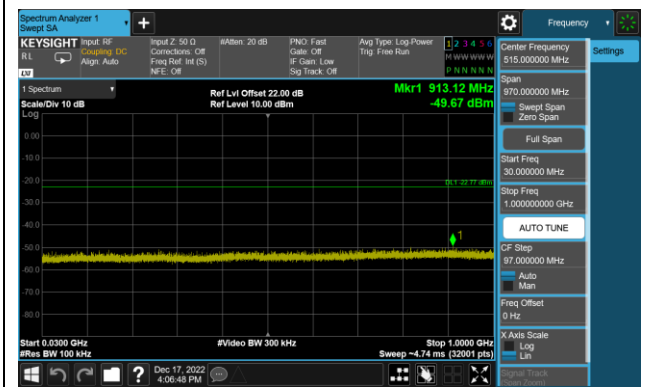 Spectrum Analyzer 1
Swept SA
+
Frequency
KEYSIGHT
RL
LXI
Input: RF
Coupling: DC
Align: Auto
Input Z: 50 Ω
Corrections: Off
Freq Ref: Int (S)
NFE: Off
#Atten: 20 dB
PNO: Fast
Gate: Off
IF Gain: Low
Sig Track: Off
Avg Type: Log-Power
Trig: Free Run
1 2 3 4 5 6
M W W W W W
P N N N N N
1 Spectrum
Scale/Div 10 dB
Log
Ref Lvl Offset 22.00 dB
Ref Level 10.00 dBm
Mkr1 913.12 MHz
-49.67 dBm
0.00
-10.0
-20.0
DL1 -22.77 dBm
-30.0
-40.0
1
-50.0
-60.0
-70.0
-80.0
Start 0.0300 GHz
#Res BW 100 kHz
#Video BW 300 kHz
Stop 1.0000 GHz
Sweep ~4.74 ms (32001 pts)
Dec 17, 2022
4:06:48 PM
?
Center Frequency
515.000000 MHz
Settings
Span
970.000000 MHz
Swept Span
Zero Span
Full Span
Start Freq
30.000000 MHz
Stop Freq
1.000000000 GHz
AUTO TUNE
CF Step
97.000000 MHz
Auto
Man
Freq Offset
0 Hz
X Axis Scale
Log
Lin
Signal Track
(Span Zoom)